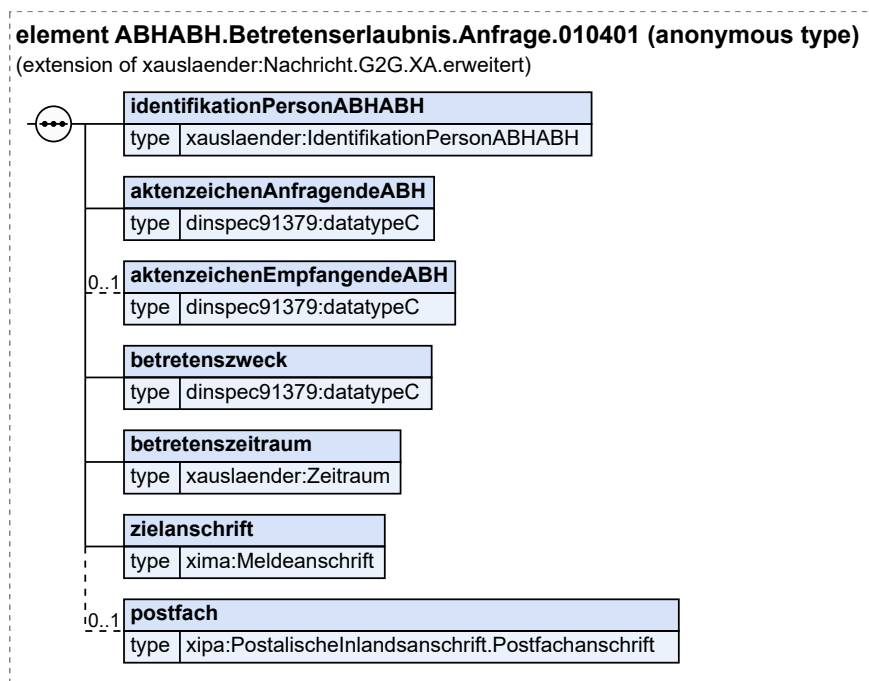 element ABHABH.Betretenserlaubnis.Anfrage.010401 (anonymous type)
(extension of xauslaender:Nachricht.G2G.XA.erweitert)
identifikationPersonABHABH
type xauslaender:IdentifikationPersonABHABH
aktenzeichenAnfragendeABH
type dinspec91379:datatypeC
0..1 aktenzeichenEmpfangendeABH
type dinspec91379:datatypeC
betretenszweck
type dinspec91379:datatypeC
betretenszeitraum
type xauslaender:Zeitraum
zielanschrift
type xima:Meldeanschrift
0..1 postfach
type xipa:PostalischeInlandsanschrift.Postfachanschrift